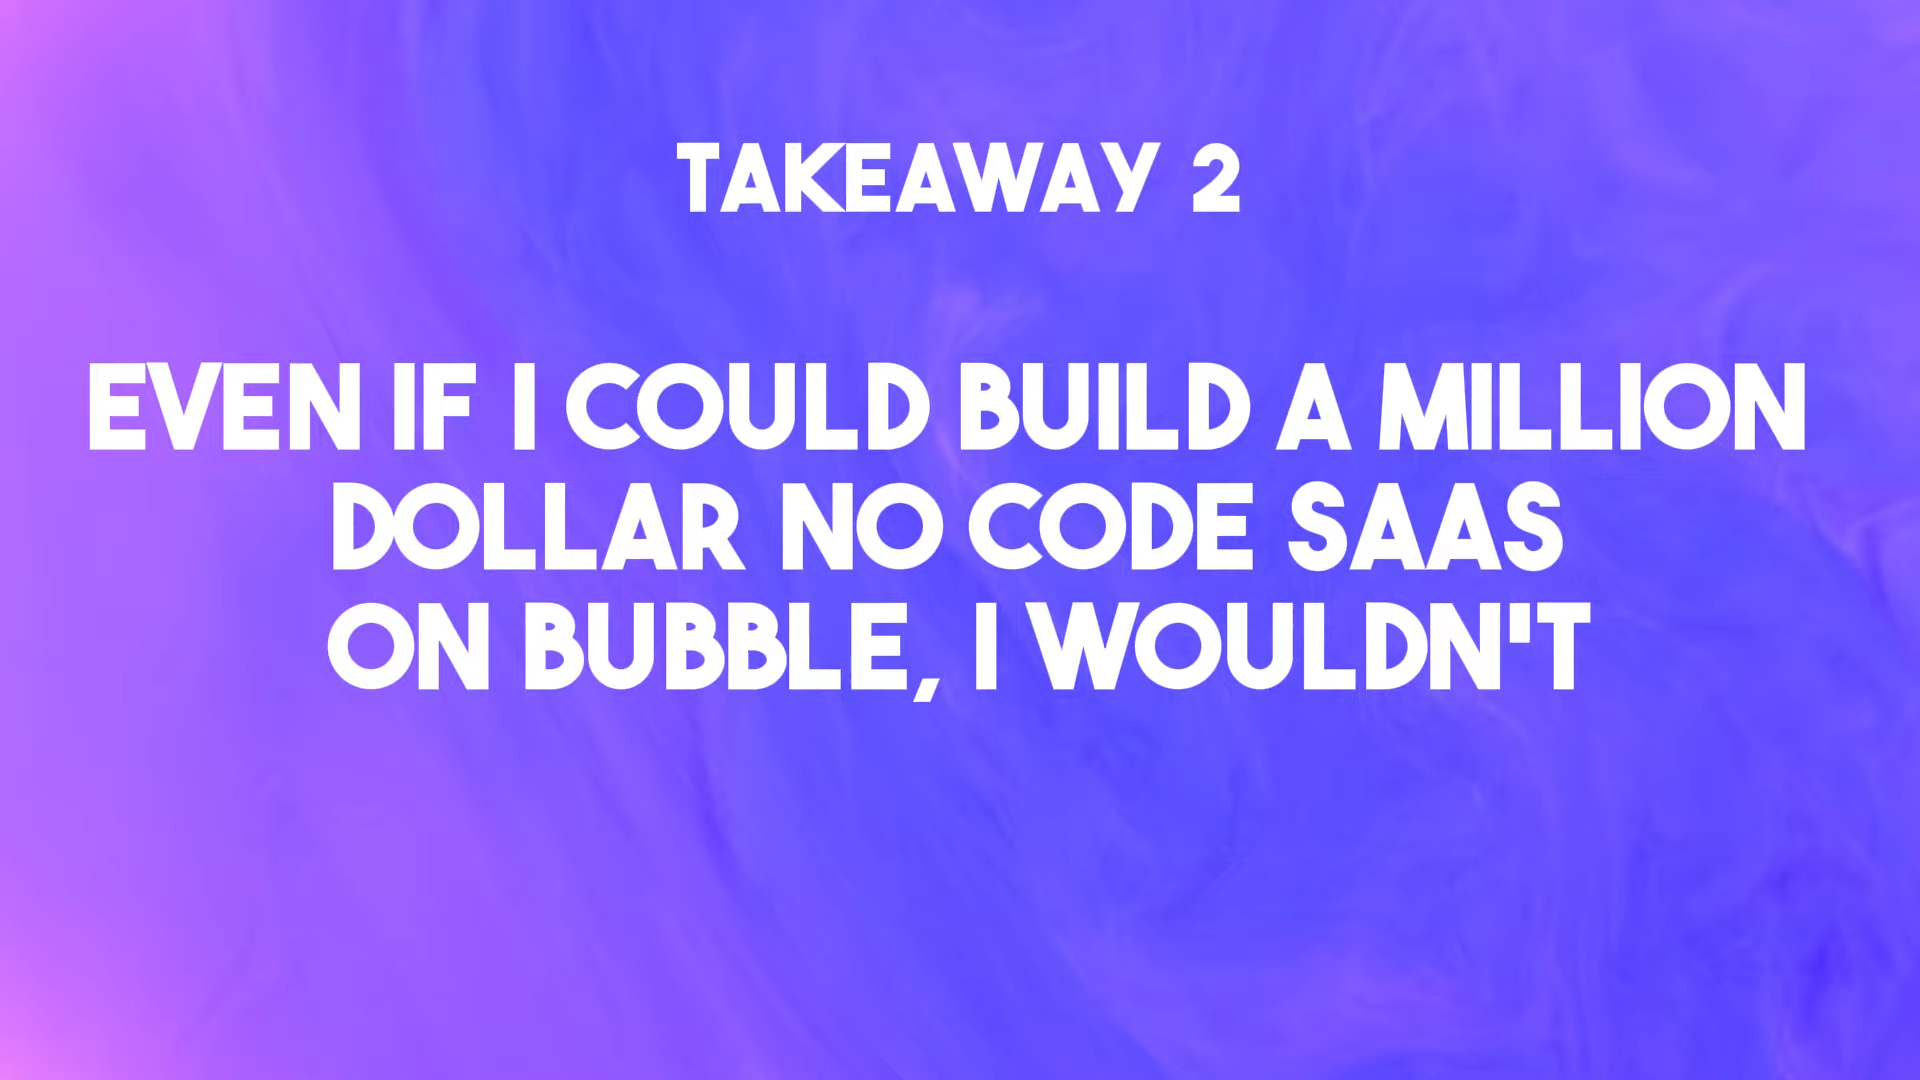 TAKEAWAY 2
EVEN IF I COULD BUILD A MILLION
DOLLAR NO CODE SAAS
ON BUBBLE, I WOULDN'T